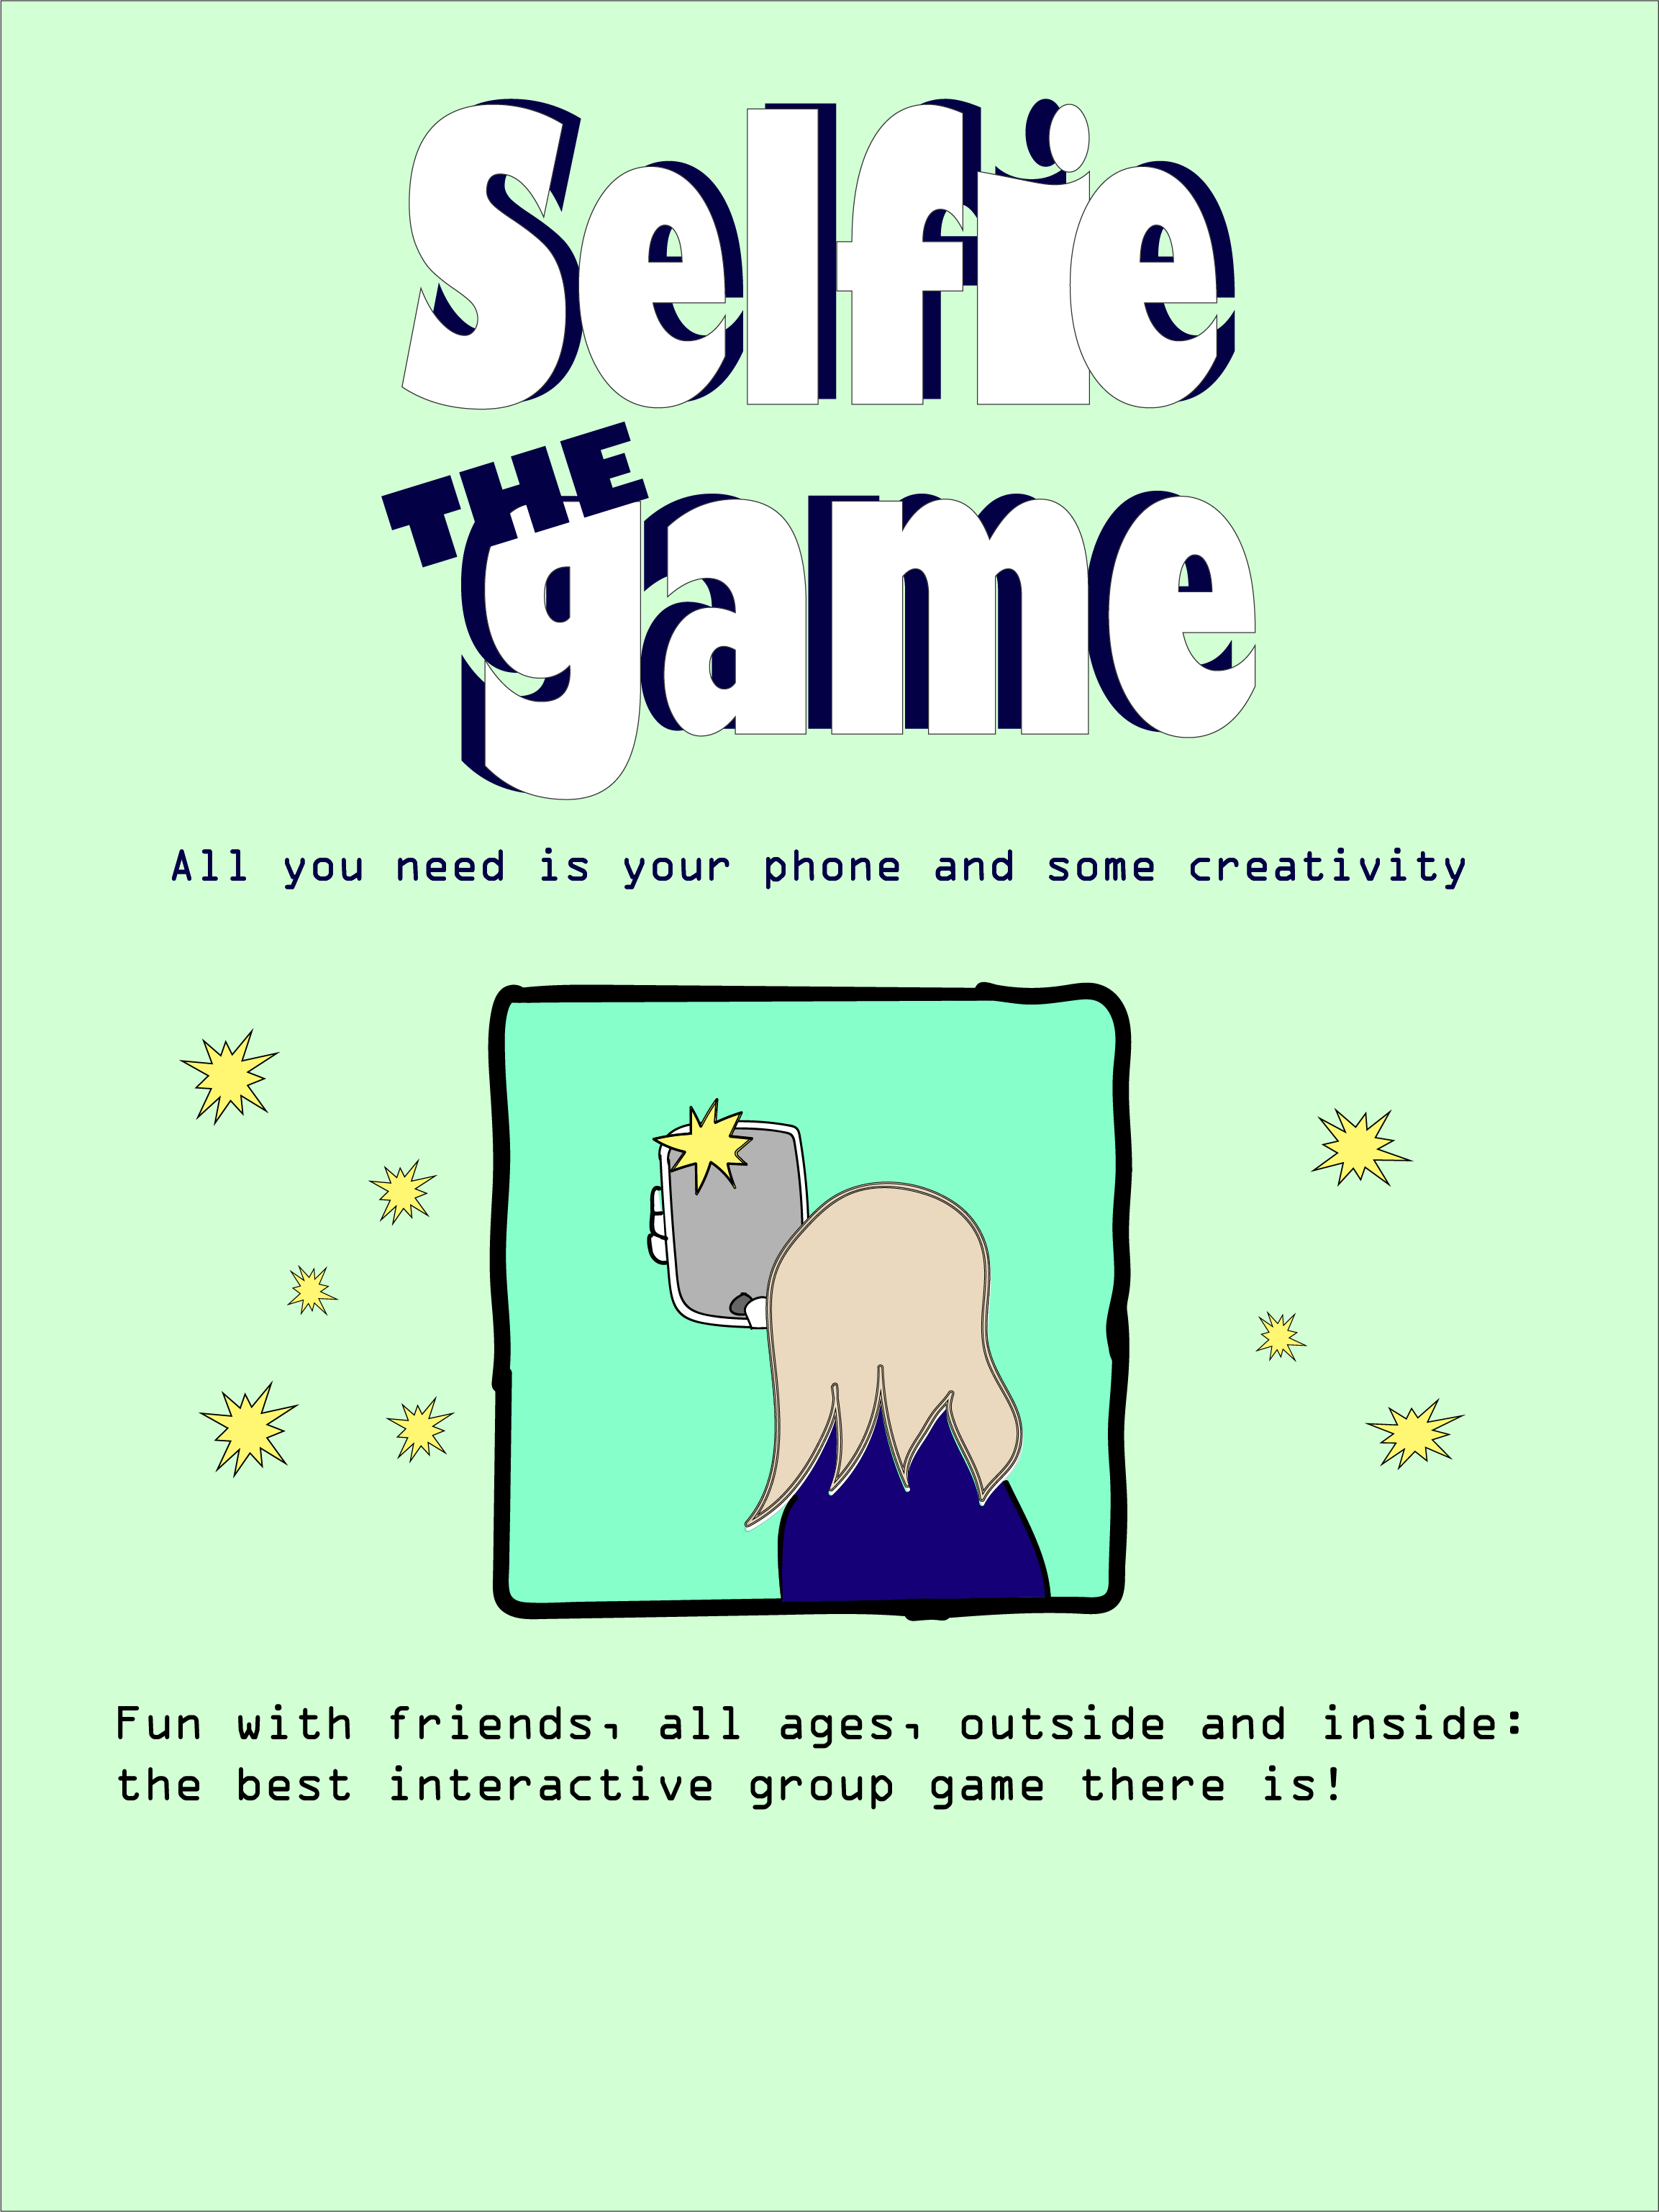 Selfie
THE
game
All you need is your phone and some creativity
Fun with friends, all ages, outside and inside:
the best interactive group game there is!